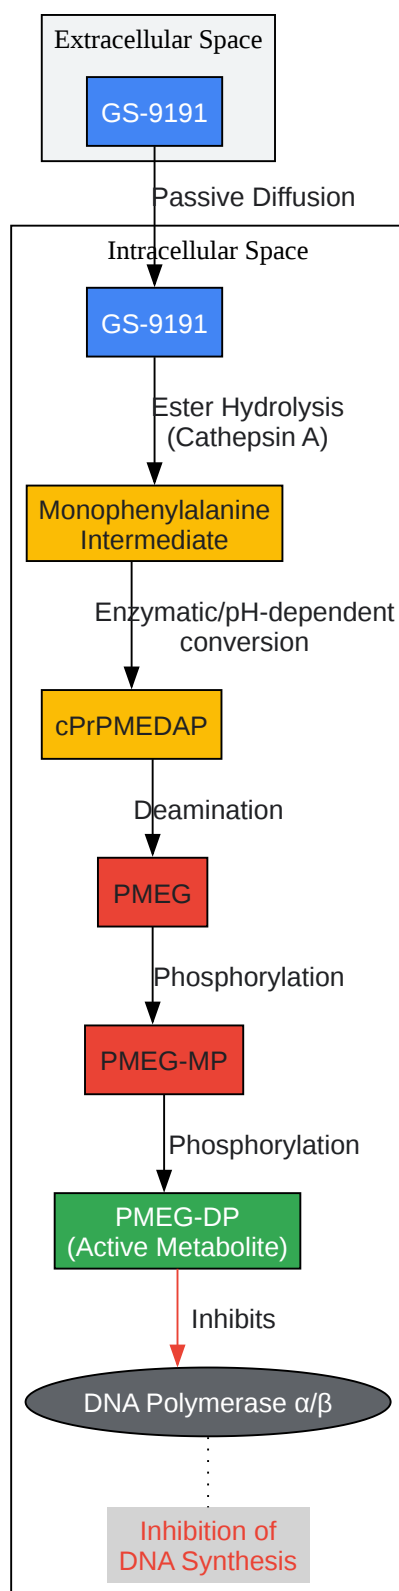 Extracellular Space
GS-9191
Passive Diffusion
Intracellular Space
GS-9191
Ester Hydrolysis
(Cathepsin A)
Monophenylalanine
Intermediate
Enzymatic/pH-dependent
conversion
cPrPMEDAP
Deamination
PMEG
Phosphorylation
PMEG-MP
Phosphorylation
PMEG-DP
(Active Metabolite)
Inhibits
DNA Polymerase α/β
Inhibition of
DNA Synthesis